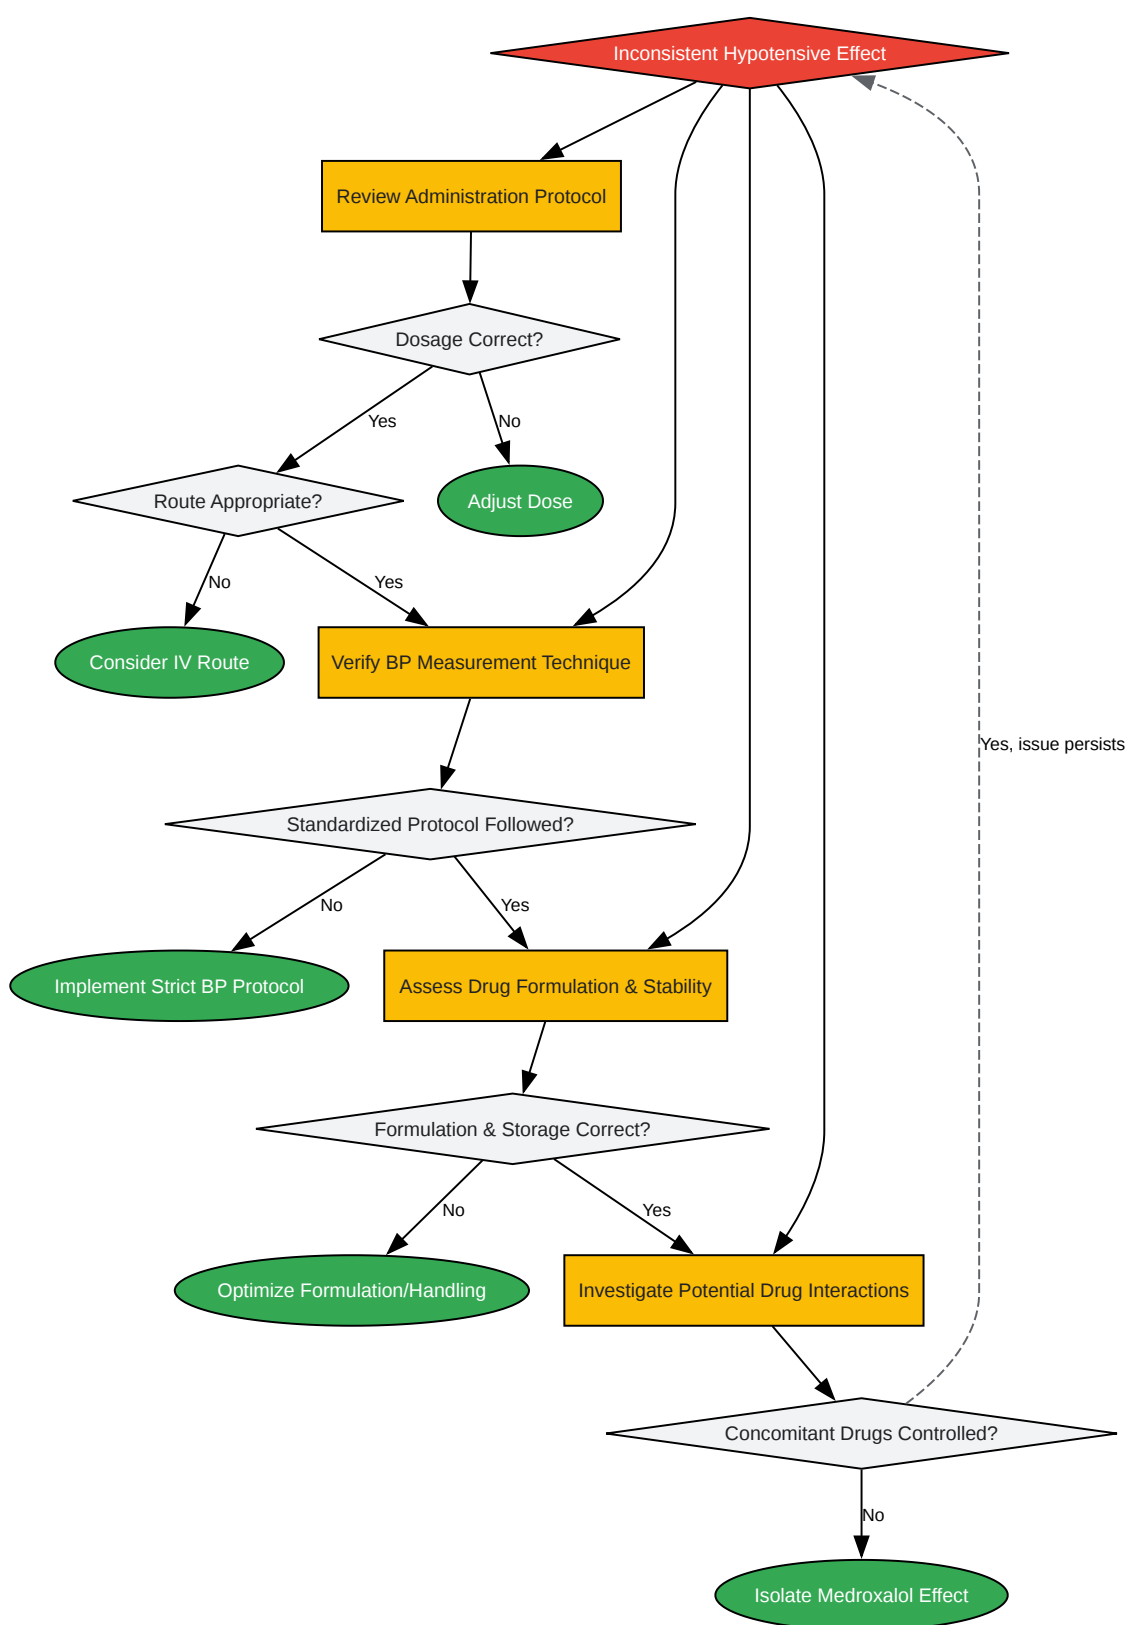 Inconsistent Hypotensive Effect
Review Administration Protocol
Dosage Correct?
Yes
No
Route Appropriate?
Adjust Dose
No
Yes
Consider IV Route
Verify BP Measurement Technique
Yes, issue persists
Standardized Protocol Followed?
No
Yes
Implement Strict BP Protocol
Assess Drug Formulation & Stability
Formulation & Storage Correct?
No
Yes
Optimize Formulation/Handling
Investigate Potential Drug Interactions
Concomitant Drugs Controlled?
No
Isolate Medroxalol Effect